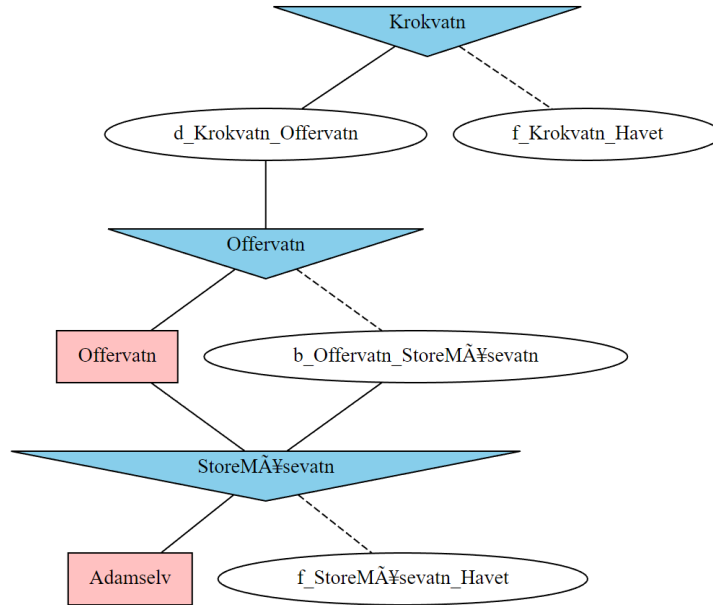 Krokvatn
d_Krokvatn_Offervatn
f_Krokvatn_Havet
Offervatn
Offervatn
b_Offervatn_StoreMÃ¥sevatn
StoreMÃ¥sevatn
Adamselv
f_StoreMÃ¥sevatn_Havet